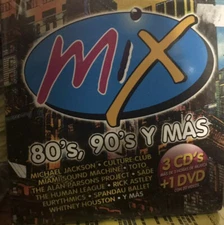 mix
80's, 90's Y MÁS
MICHAEL JACKSON • CULTURE CLUB
MIAMI SOUND MACHINE • TOTO
THE ALAN PARSONS PROJECT • SADE
THE HUMAN LEAGUE • RICK ASTLEY
EURYTHMICS • SPANDAU BALLET
WHITNEY HOUSTON • Y MÁS
3 CD's
+1 DVD